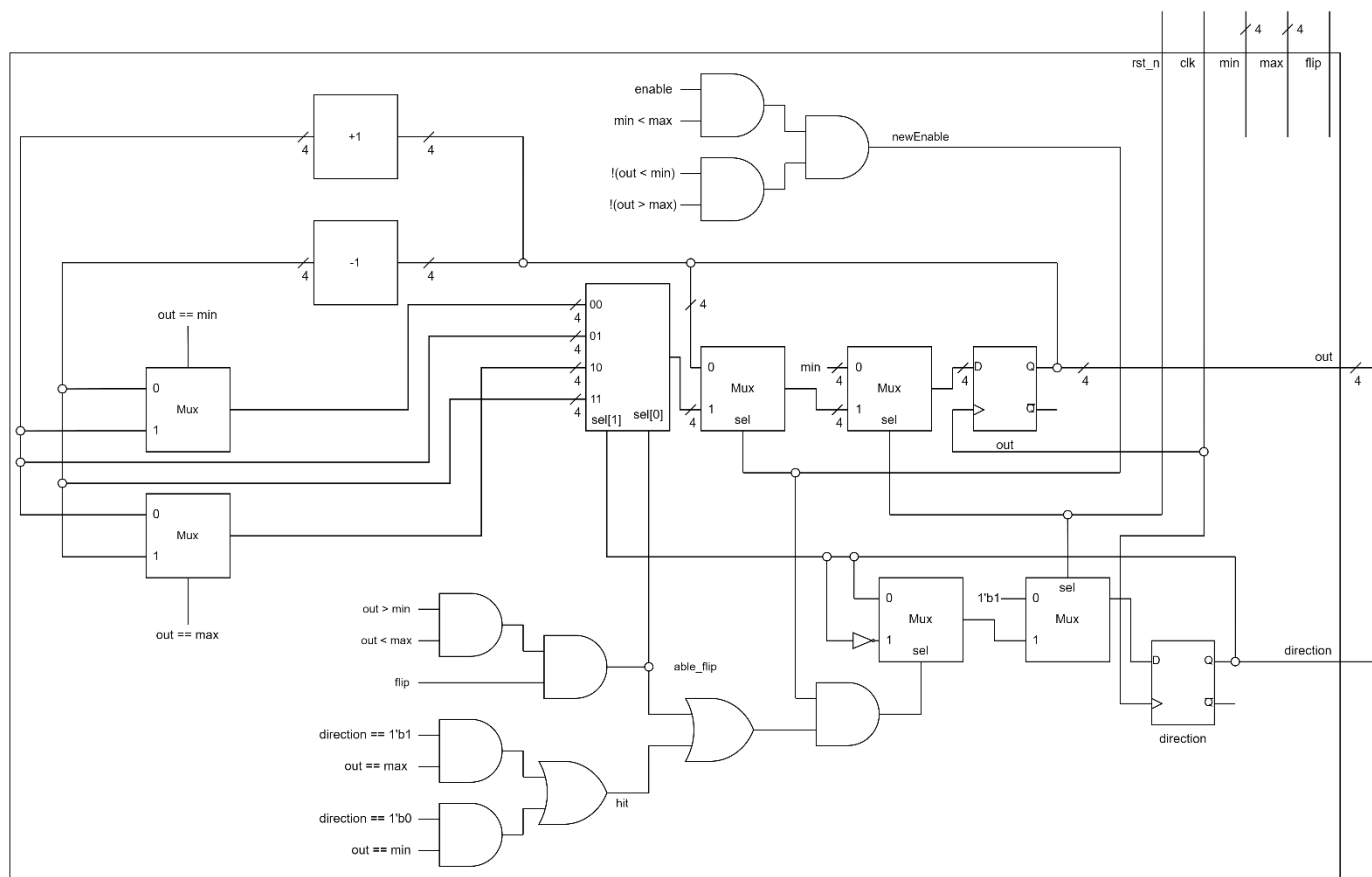 rst_n
clk
min
4
max
4
flip
enable
min < max
newEnable
!(out < min)
!(out > max)
4
+1
4
4
-1
4
out == min
0
Mux
1
0
Mux
1
out == max
00
4
01
4
10
4
11
4
sel[1]
sel[0]
4
0
Mux
1
sel
4
min
4
0
Mux
1
sel
4
4
D
Q
Q
out
4
out
4
out > min
out < max
flip
able_flip
direction == 1'b1
out == max
hit
direction == 1'b0
out == min
0
Mux
1
sel
1'b1
sel
0
Mux
1
D
Q
Q
direction
direction